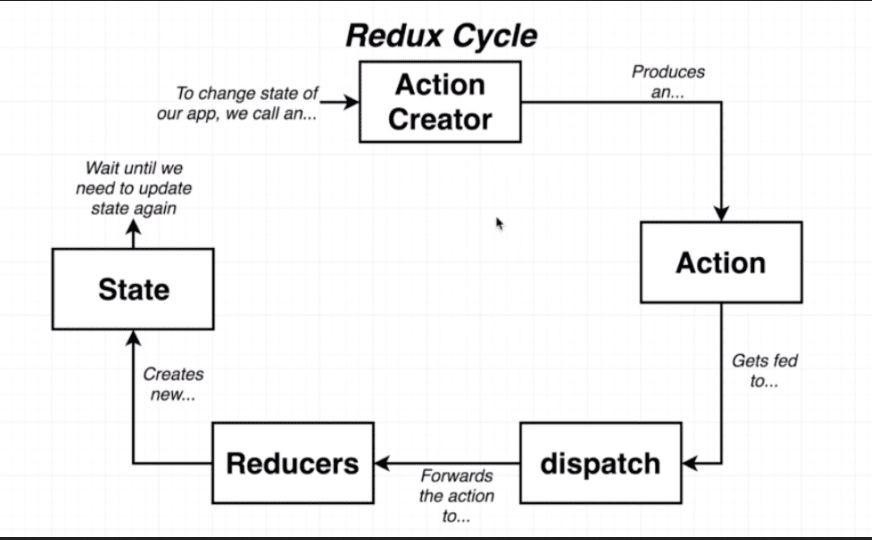 Redux Cycle
To change state of
our app, we call an...
Action
Creator
Produces
an...
Action
Gets fed
to...
dispatch
Forwards
the action
to...
Reducers
Creates
new...
State
Wait until we
need to update
state again